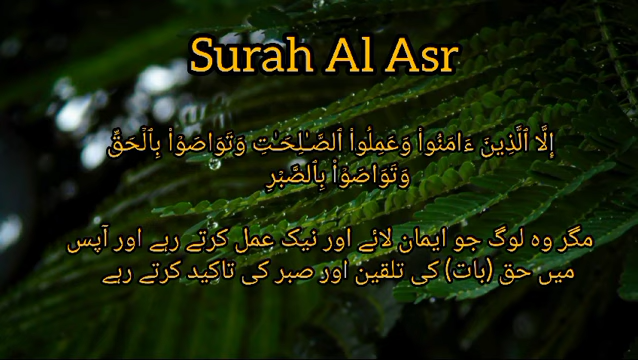 Surah Al Asr
إِلَّا ٱلَّذِينَ ءَامَنُوا۟ وَعَمِلُوا۟ ٱلصَّـٰلِحَـٰتِ وَتَوَاصَوْا۟ بِٱلْحَقِّ
وَتَوَاصَوْا۟ بِٱلصَّبْرِ
مگر وہ لوگ جو ایمان لائے اور نیک عمل کرتے رہے اور آپس
میں حق (بات) کی تلقین اور صبر کی تاکید کرتے رہے